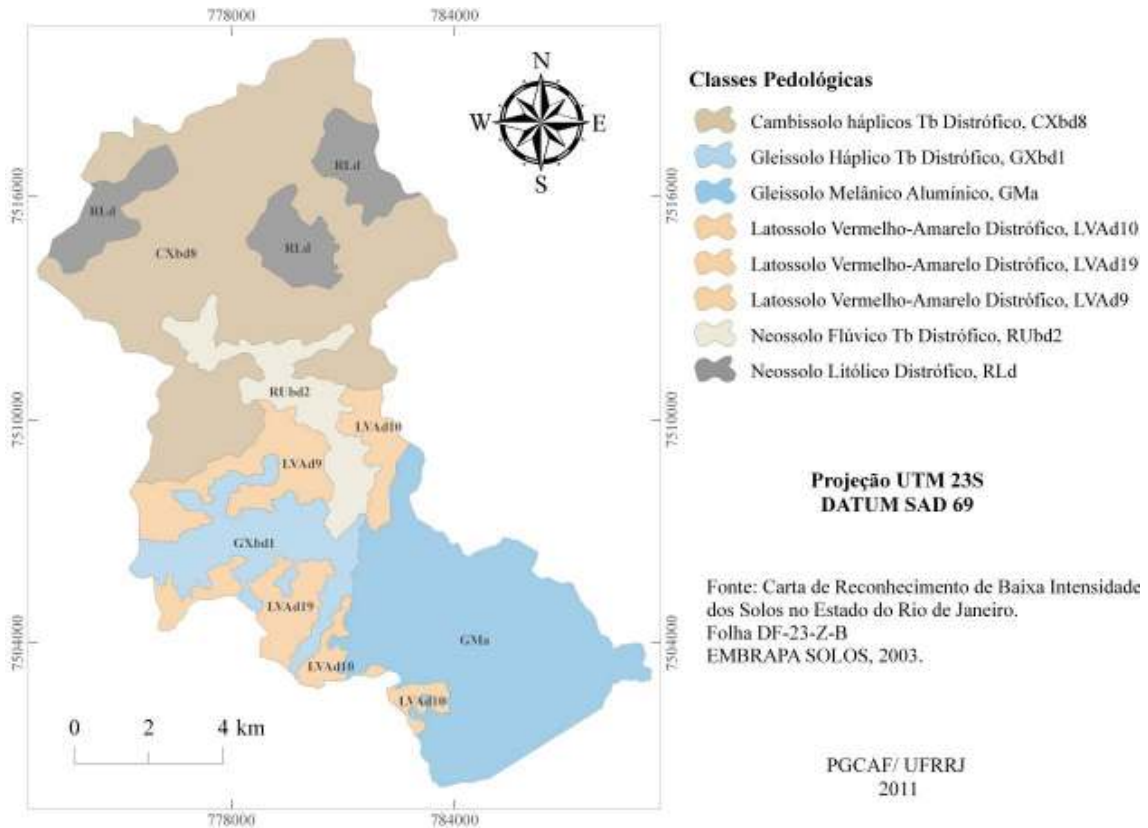 778000
784000
N
W
E
S
7516000
7516000
7510000
7510000
7504000
7504000
RLd
RLd
RLd
CXbd8
RUbd2
LVAd10
LVAd9
GXbd1
LVAd19
GMa
LVAd10
LVAd10
0 2 4 km
778000
784000
Classes Pedológicas
Cambissolo háplicos Tb Distrófico, CXbd8
Gleissolo Háplico Tb Distrófico, GXbd1
Gleissolo Melânico Alumínico, GMa
Latossolo Vermelho-Amarelo Distrófico, LVAd10
Latossolo Vermelho-Amarelo Distrófico, LVAd19
Latossolo Vermelho-Amarelo Distrófico, LVAd9
Neossolo Flúvico Tb Distrófico, RUbd2
Neossolo Litólico Distrófico, RLd
Projeção UTM 23S
DATUM SAD 69
Fonte: Carta de Reconhecimento de Baixa Intensidade
dos Solos no Estado do Rio de Janeiro.
Folha DF-23-Z-B
EMBRAPA SOLOS, 2003.
PGCAF/ UFRRJ
2011